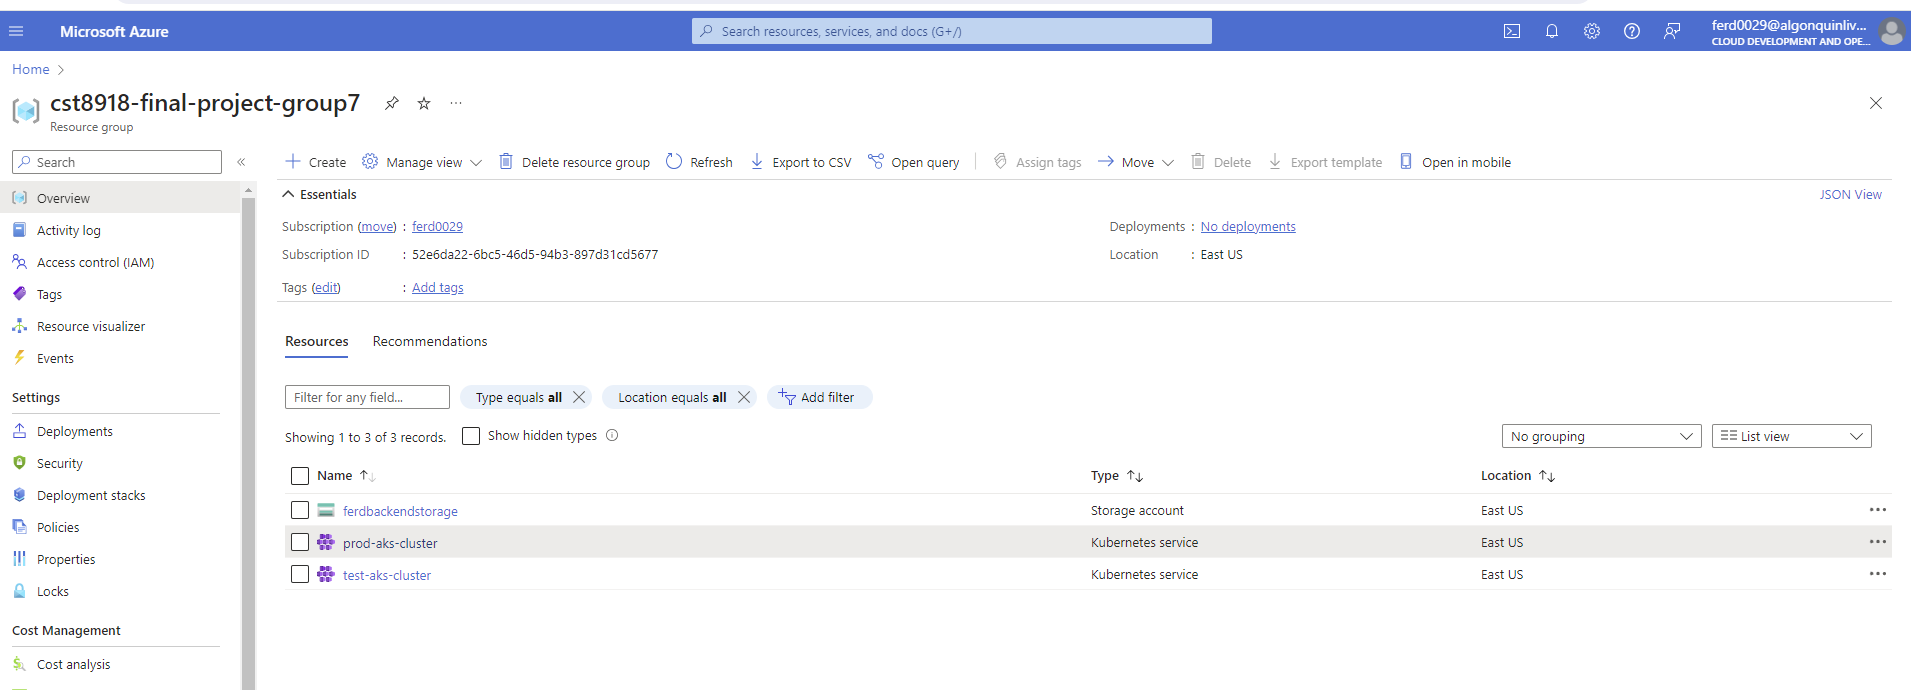 Microsoft Azure
Search resources, services, and docs (G+/)
ferd0029@algonquinliv...
CLOUD DEVELOPMENT AND OPE...
Home
cst8918-final-project-group7
Resource group
Search
Create Manage view Delete resource group Refresh Export to CSV Open query Assign tags Move Delete Export template Open in mobile
Overview
Activity log
Access control (IAM)
Tags
Resource visualizer
Events
Settings
Deployments
Security
Deployment stacks
Policies
Properties
Locks
Cost Management
Cost analysis
Essentials
JSON View
Subscription (move) : ferd0029
Subscription ID : 52e6da22-6bc5-46d5-94b3-897d31cd5677
Tags (edit) : Add tags
Deployments : No deployments
Location : East US
Resources Recommendations
Filter for any field... Type equals all Location equals all Add filter
Showing 1 to 3 of 3 records. Show hidden types
No grouping List view
Name Type Location
ferdbackendstorage Storage account East US
prod-aks-cluster Kubernetes service East US
test-aks-cluster Kubernetes service East US